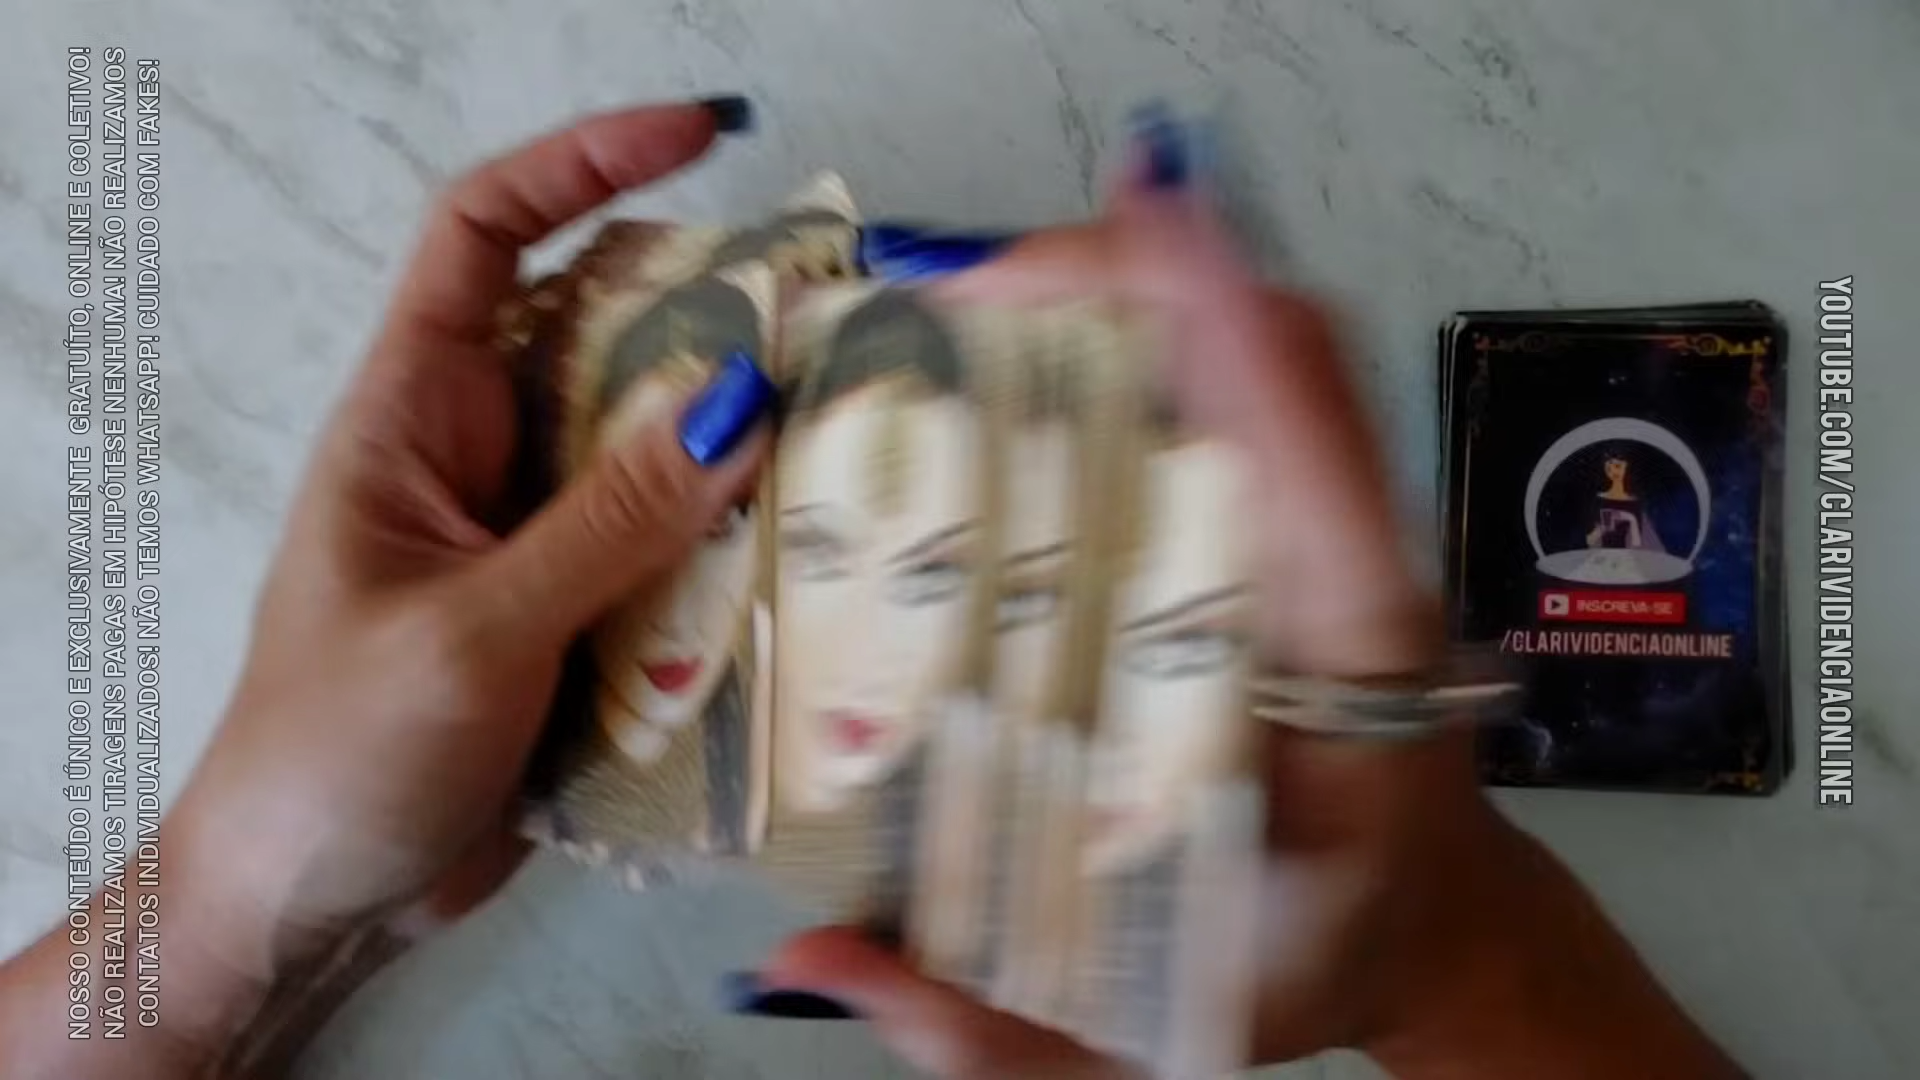 NOSSO CONTEÚDO É ÚNICO E EXCLUSIVAMENTE GRATUÍTO, ONLINE E COLETIVO!
NÃO REALIZAMOS TIRAGENS PAGAS EM HIPÓTESE NENHUMA! NÃO REALIZAMOS
CONTATOS INDIVIDUALIZADOS! NÃO TEMOS WHATSAPP! CUIDADO COM FAKES!
INSCREVA-SE
/CLARIVIDENCIAONLINE
YOUTUBE.COM/CLARIVIDENCIAONLINE